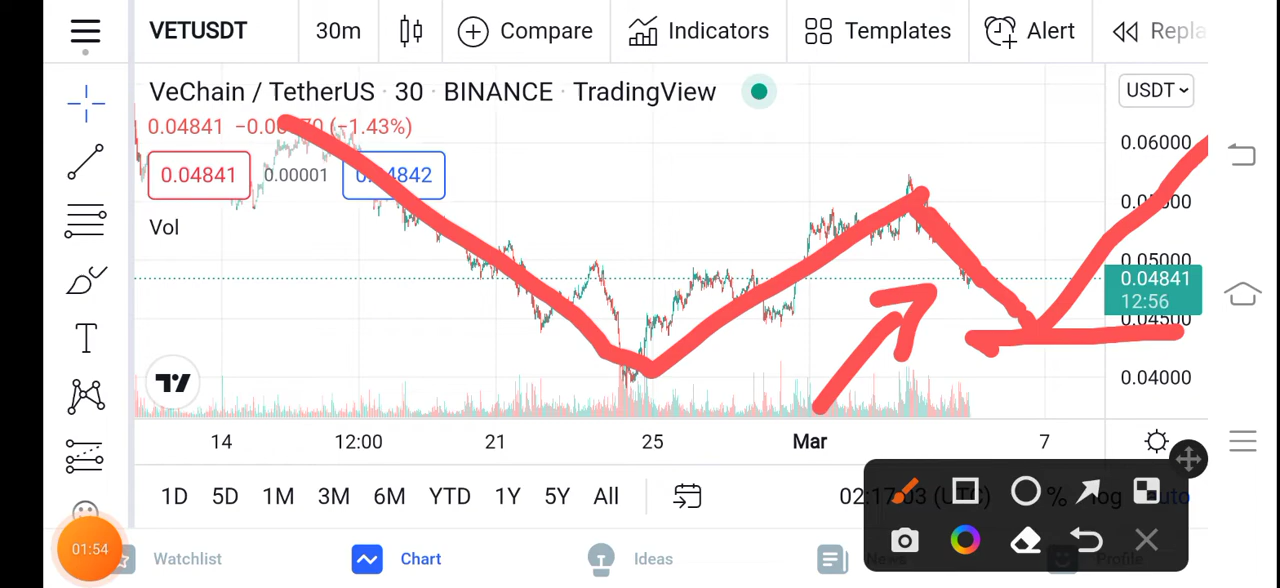 VETUSDT 30m Compare Indicators Templates Alert
VeChain / TetherUS · 30 · BINANCE · TradingView USDT
0.04841 (−1.43%)
0.04841 0.00001
Vol
0.06000
0.05000
0.04841
12:56
0.04500
0.04000
14 12:00 21 25 Mar 7
1D 5D 1M 3M 6M YTD 1Y 5Y All
01:54 Watchlist Chart Ideas